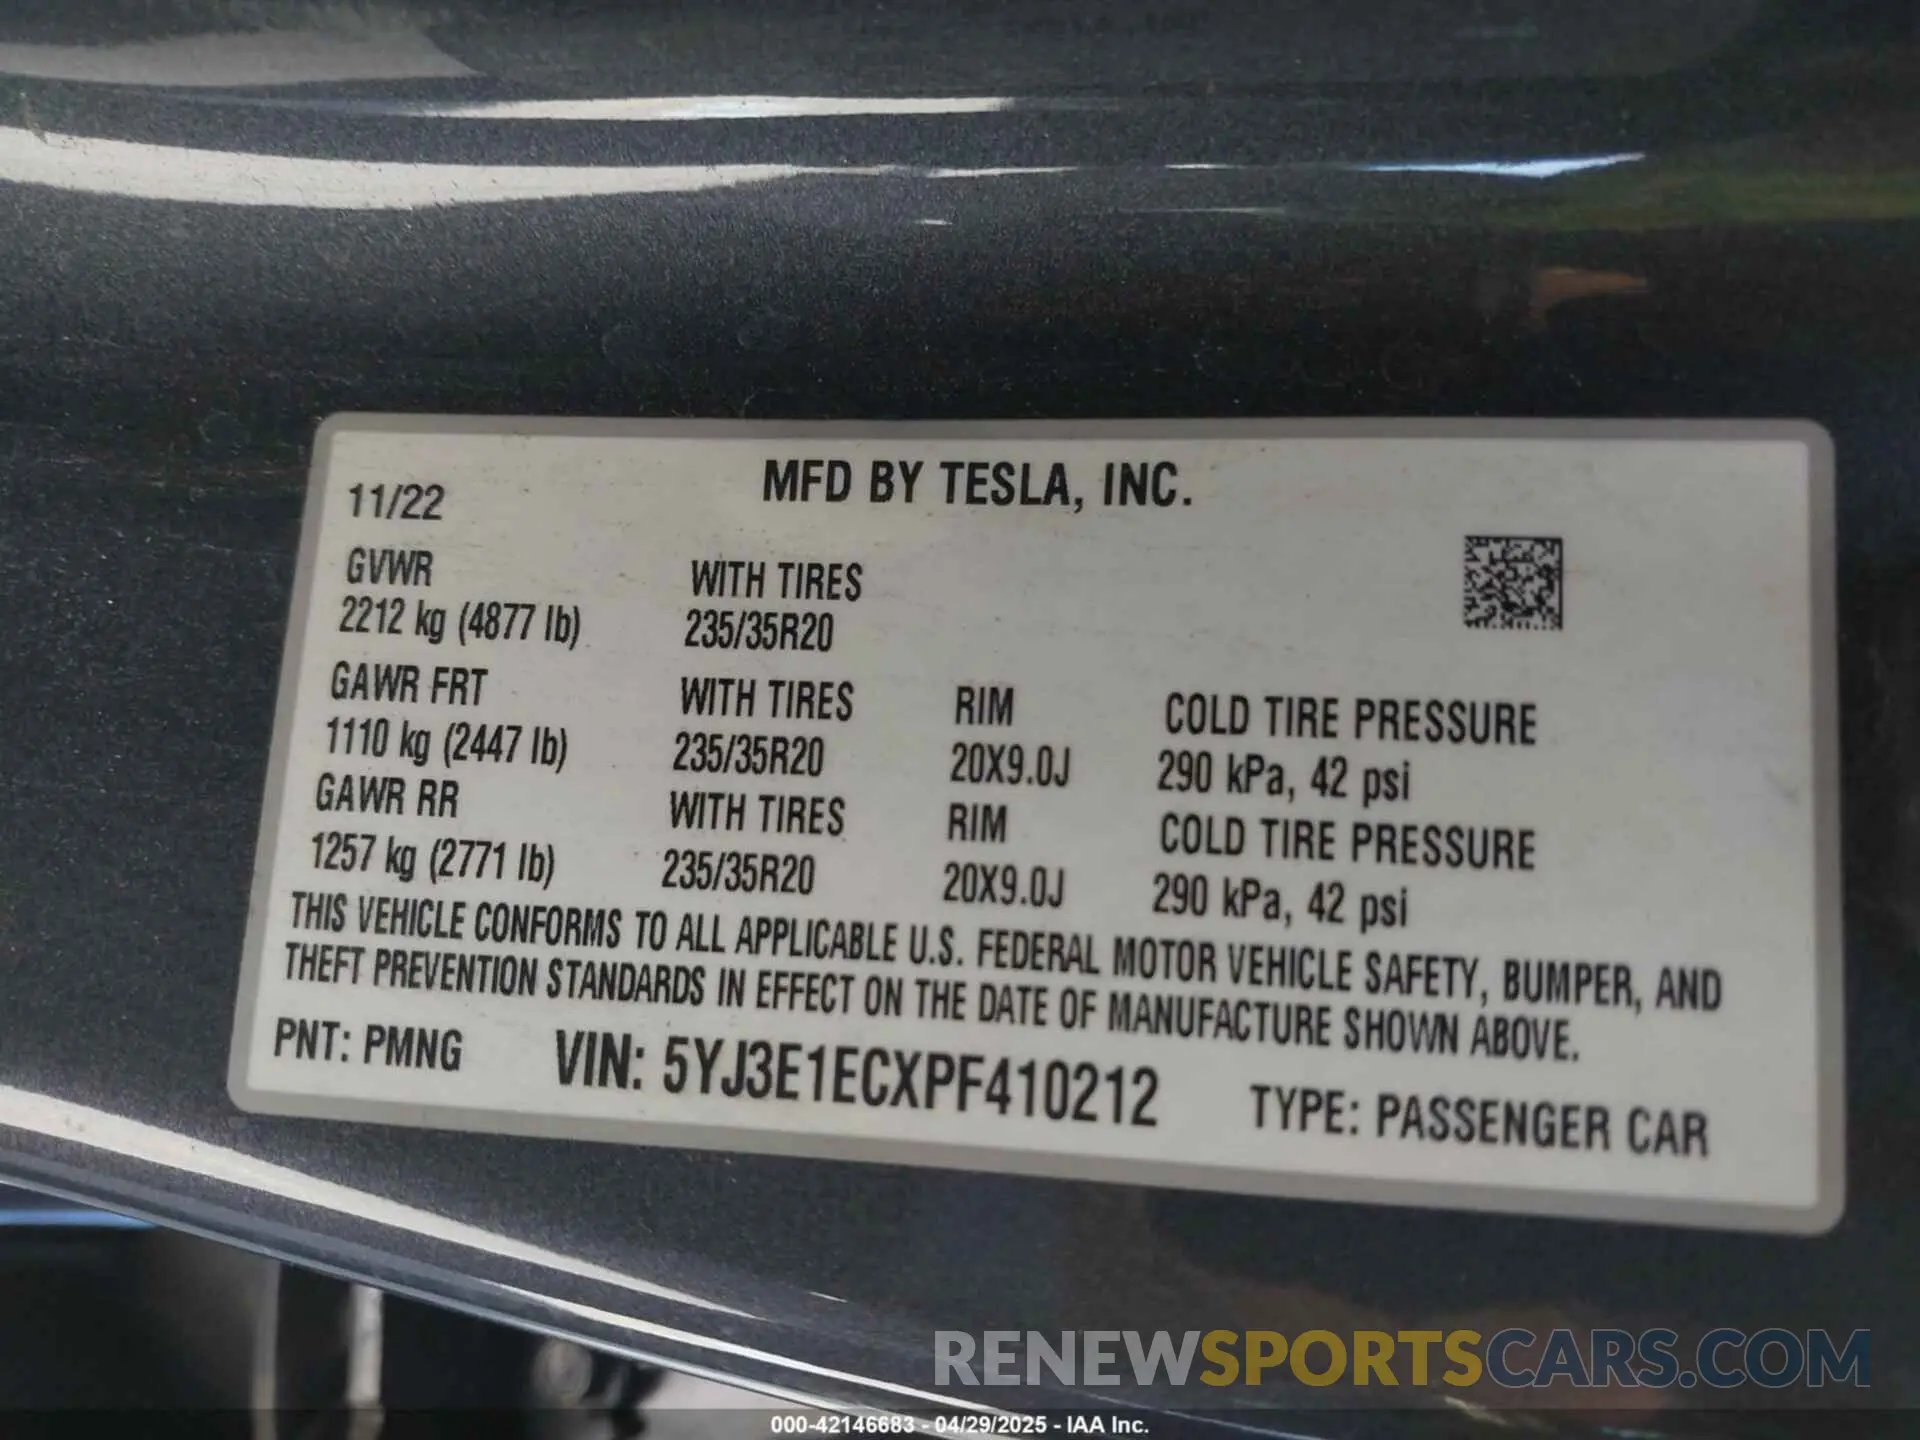 MFD BY TESLA, INC.
11/22
GVWR WITH TIRES
2212 kg (4877 lb) 235/35R20
GAWR FRT WITH TIRES RIM COLD TIRE PRESSURE
1110 kg (2447 lb) 235/35R20 20X9.0J 290 kPa, 42 psi
GAWR RR WITH TIRES RIM COLD TIRE PRESSURE
1257 kg (2771 lb) 235/35R20 20X9.0J 290 kPa, 42 psi
THIS VEHICLE CONFORMS TO ALL APPLICABLE U.S. FEDERAL MOTOR VEHICLE SAFETY, BUMPER, AND
THEFT PREVENTION STANDARDS IN EFFECT ON THE DATE OF MANUFACTURE SHOWN ABOVE.
PNT: PMNG VIN: 5YJ3E1ECXPF410212 TYPE: PASSENGER CAR
RENEWSPORTSCARS.COM
000-42146683 - 04/29/2025 - IAA Inc.